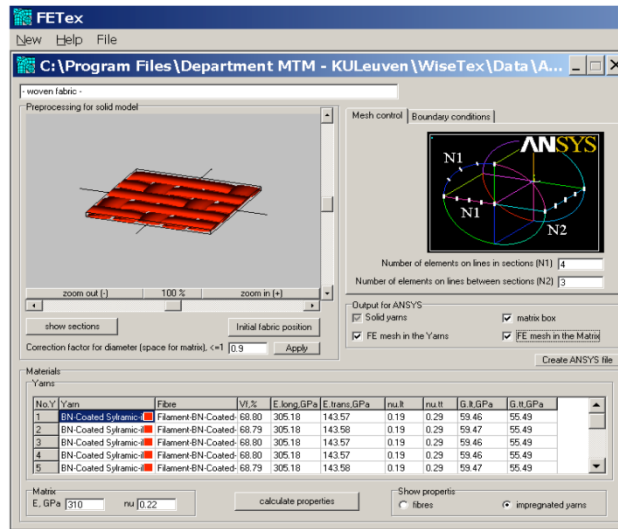 FETex
New Help File
C:\Program Files\Department MTM - KULeuven\WiseTex\Data\A...
- woven fabric -
Preprocessing for solid model
Mesh control Boundary conditions
ANSYS
N1
N1
N2
Number of elements on lines in sections (N1) 4
Number of elements on lines between sections (N2) 3
zoom out (-) 100 % zoom in (+)
show sections Initial fabric position
Correction factor for diameter (space for matrix), <=1 0.9 Apply
Output for ANSYS
Solid yarns matrix box
FE mesh in the Yarns FE mesh in the Matrix
Create ANSYS file
Materials
Yarns
No.Y Yarn Fibre Vf,% E.long,GPa E.trans,GPa nu.lt nu.tt G.lt,GPa G.tt,GPa
1 BN-Coated Sylramic-i Filament-BN-Coated- 68.80 305.18 143.57 0.19 0.29 59.46 55.49
2 BN-Coated Sylramic-i Filament-BN-Coated- 68.79 305.18 143.58 0.19 0.29 59.47 55.49
3 BN-Coated Sylramic-i Filament-BN-Coated- 68.80 305.18 143.57 0.19 0.29 59.46 55.49
4 BN-Coated Sylramic-i Filament-BN-Coated- 68.80 305.18 143.57 0.19 0.29 59.46 55.49
5 BN-Coated Sylramic-i Filament-BN-Coated- 68.79 305.18 143.58 0.19 0.29 59.47 55.49
Matrix
E, GPa 310 nu 0.22
calculate properties
Show propertis
fibres impregnated yarns